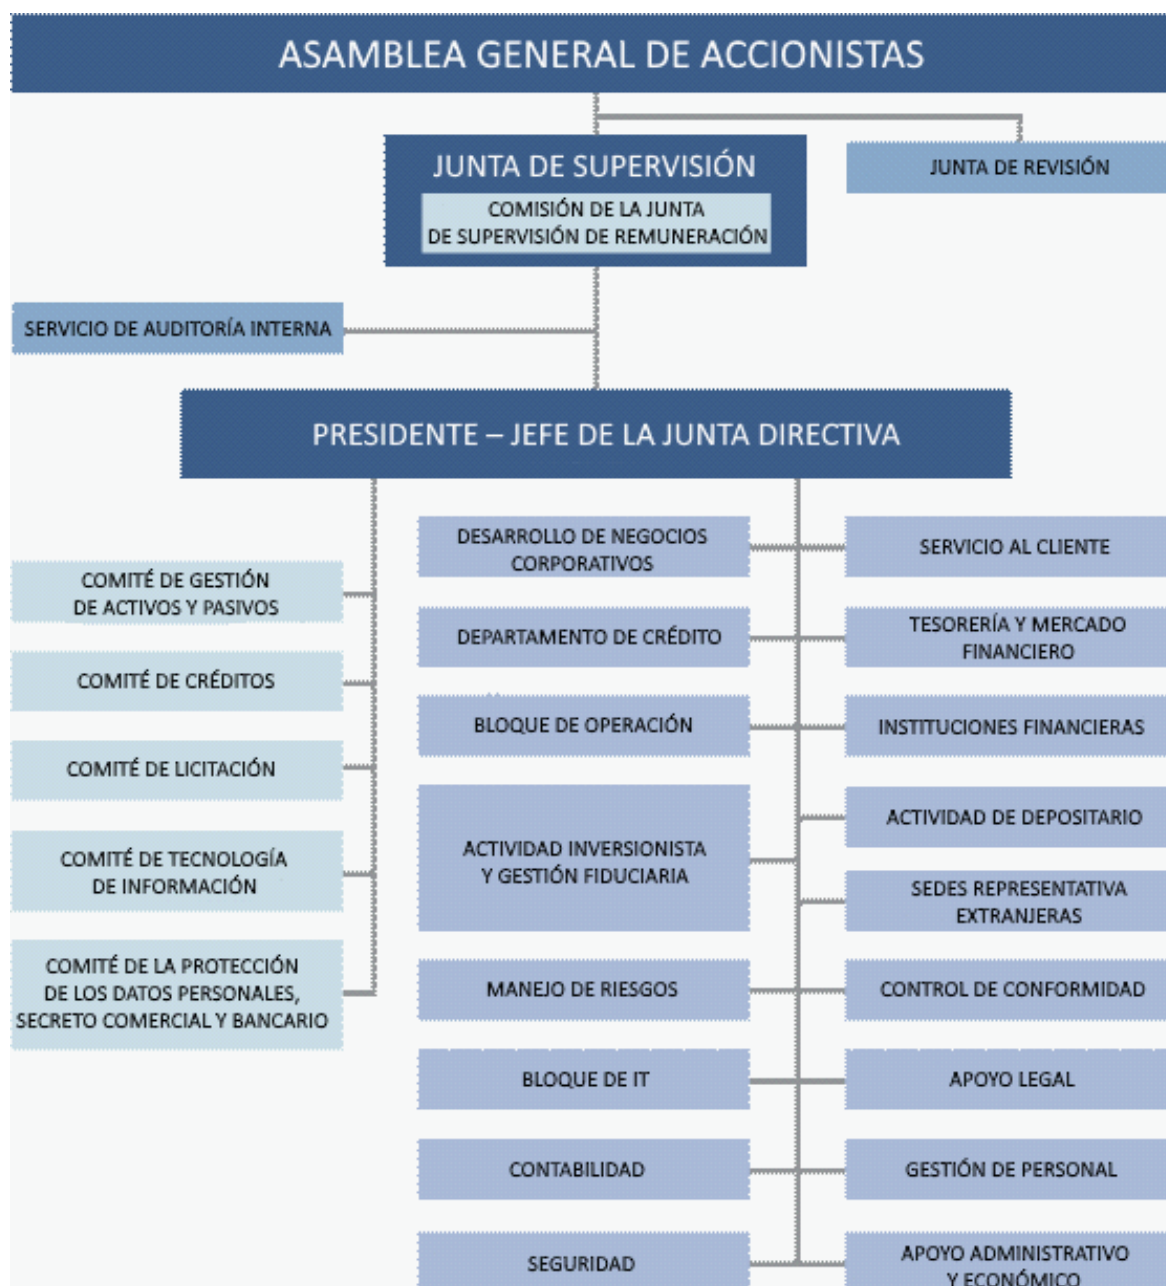 ASAMBLEA GENERAL DE ACCIONISTAS
JUNTA DE SUPERVISIÓN
COMISIÓN DE LA JUNTA
DE SUPERVISIÓN DE REMUNERACIÓN
JUNTA DE REVISIÓN
SERVICIO DE AUDITORÍA INTERNA
PRESIDENTE – JEFE DE LA JUNTA DIRECTIVA
COMITÉ DE GESTIÓN
DE ACTIVOS Y PASIVOS
COMITÉ DE CRÉDITOS
COMITÉ DE LICITACIÓN
COMITÉ DE TECNOLOGÍA
DE INFORMACIÓN
COMITÉ DE LA PROTECCIÓN
DE LOS DATOS PERSONALES,
SECRETO COMERCIAL Y BANCARIO
DESARROLLO DE NEGOCIOS
CORPORATIVOS
DEPARTAMENTO DE CRÉDITO
BLOQUE DE OPERACIÓN
ACTIVIDAD INVERSIONISTA
Y GESTIÓN FIDUCIARIA
MANEJO DE RIESGOS
BLOQUE DE IT
CONTABILIDAD
SEGURIDAD
SERVICIO AL CLIENTE
TESORERÍA Y MERCADO
FINANCIERO
INSTITUCIONES FINANCIERAS
ACTIVIDAD DE DEPOSITARIO
SEDES REPRESENTATIVA
EXTRANJERAS
CONTROL DE CONFORMIDAD
APOYO LEGAL
GESTIÓN DE PERSONAL
APOYO ADMINISTRATIVO
Y ECONÓMICO